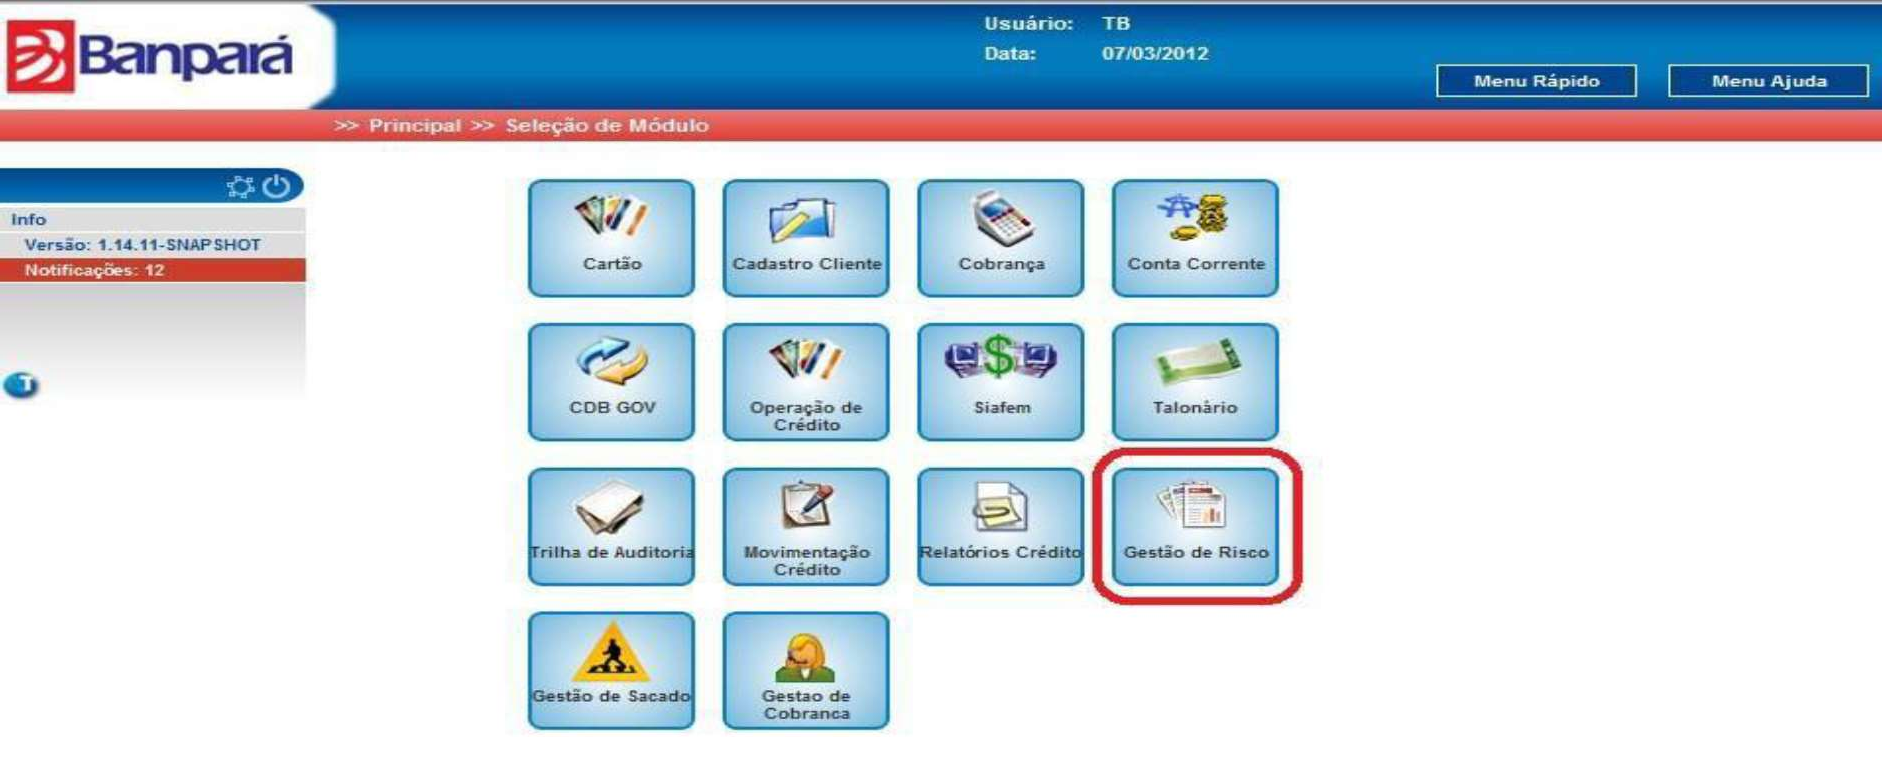 Banpará
Usuário: TB
Data: 07/03/2012
Menu Rápido
Menu Ajuda
>> Principal >> Seleção de Módulo
Info
Versão: 1.14.11-SNAPSHOT
Notificações: 12
T
Cartão
Cadastro Cliente
Cobrança
Conta Corrente
CDB GOV
Operação de
Crédito
Siafem
Talonário
Trilha de Auditoria
Movimentação
Crédito
Relatórios Crédito
Gestão de Risco
Gestão de Sacado
Gestao de
Cobranca